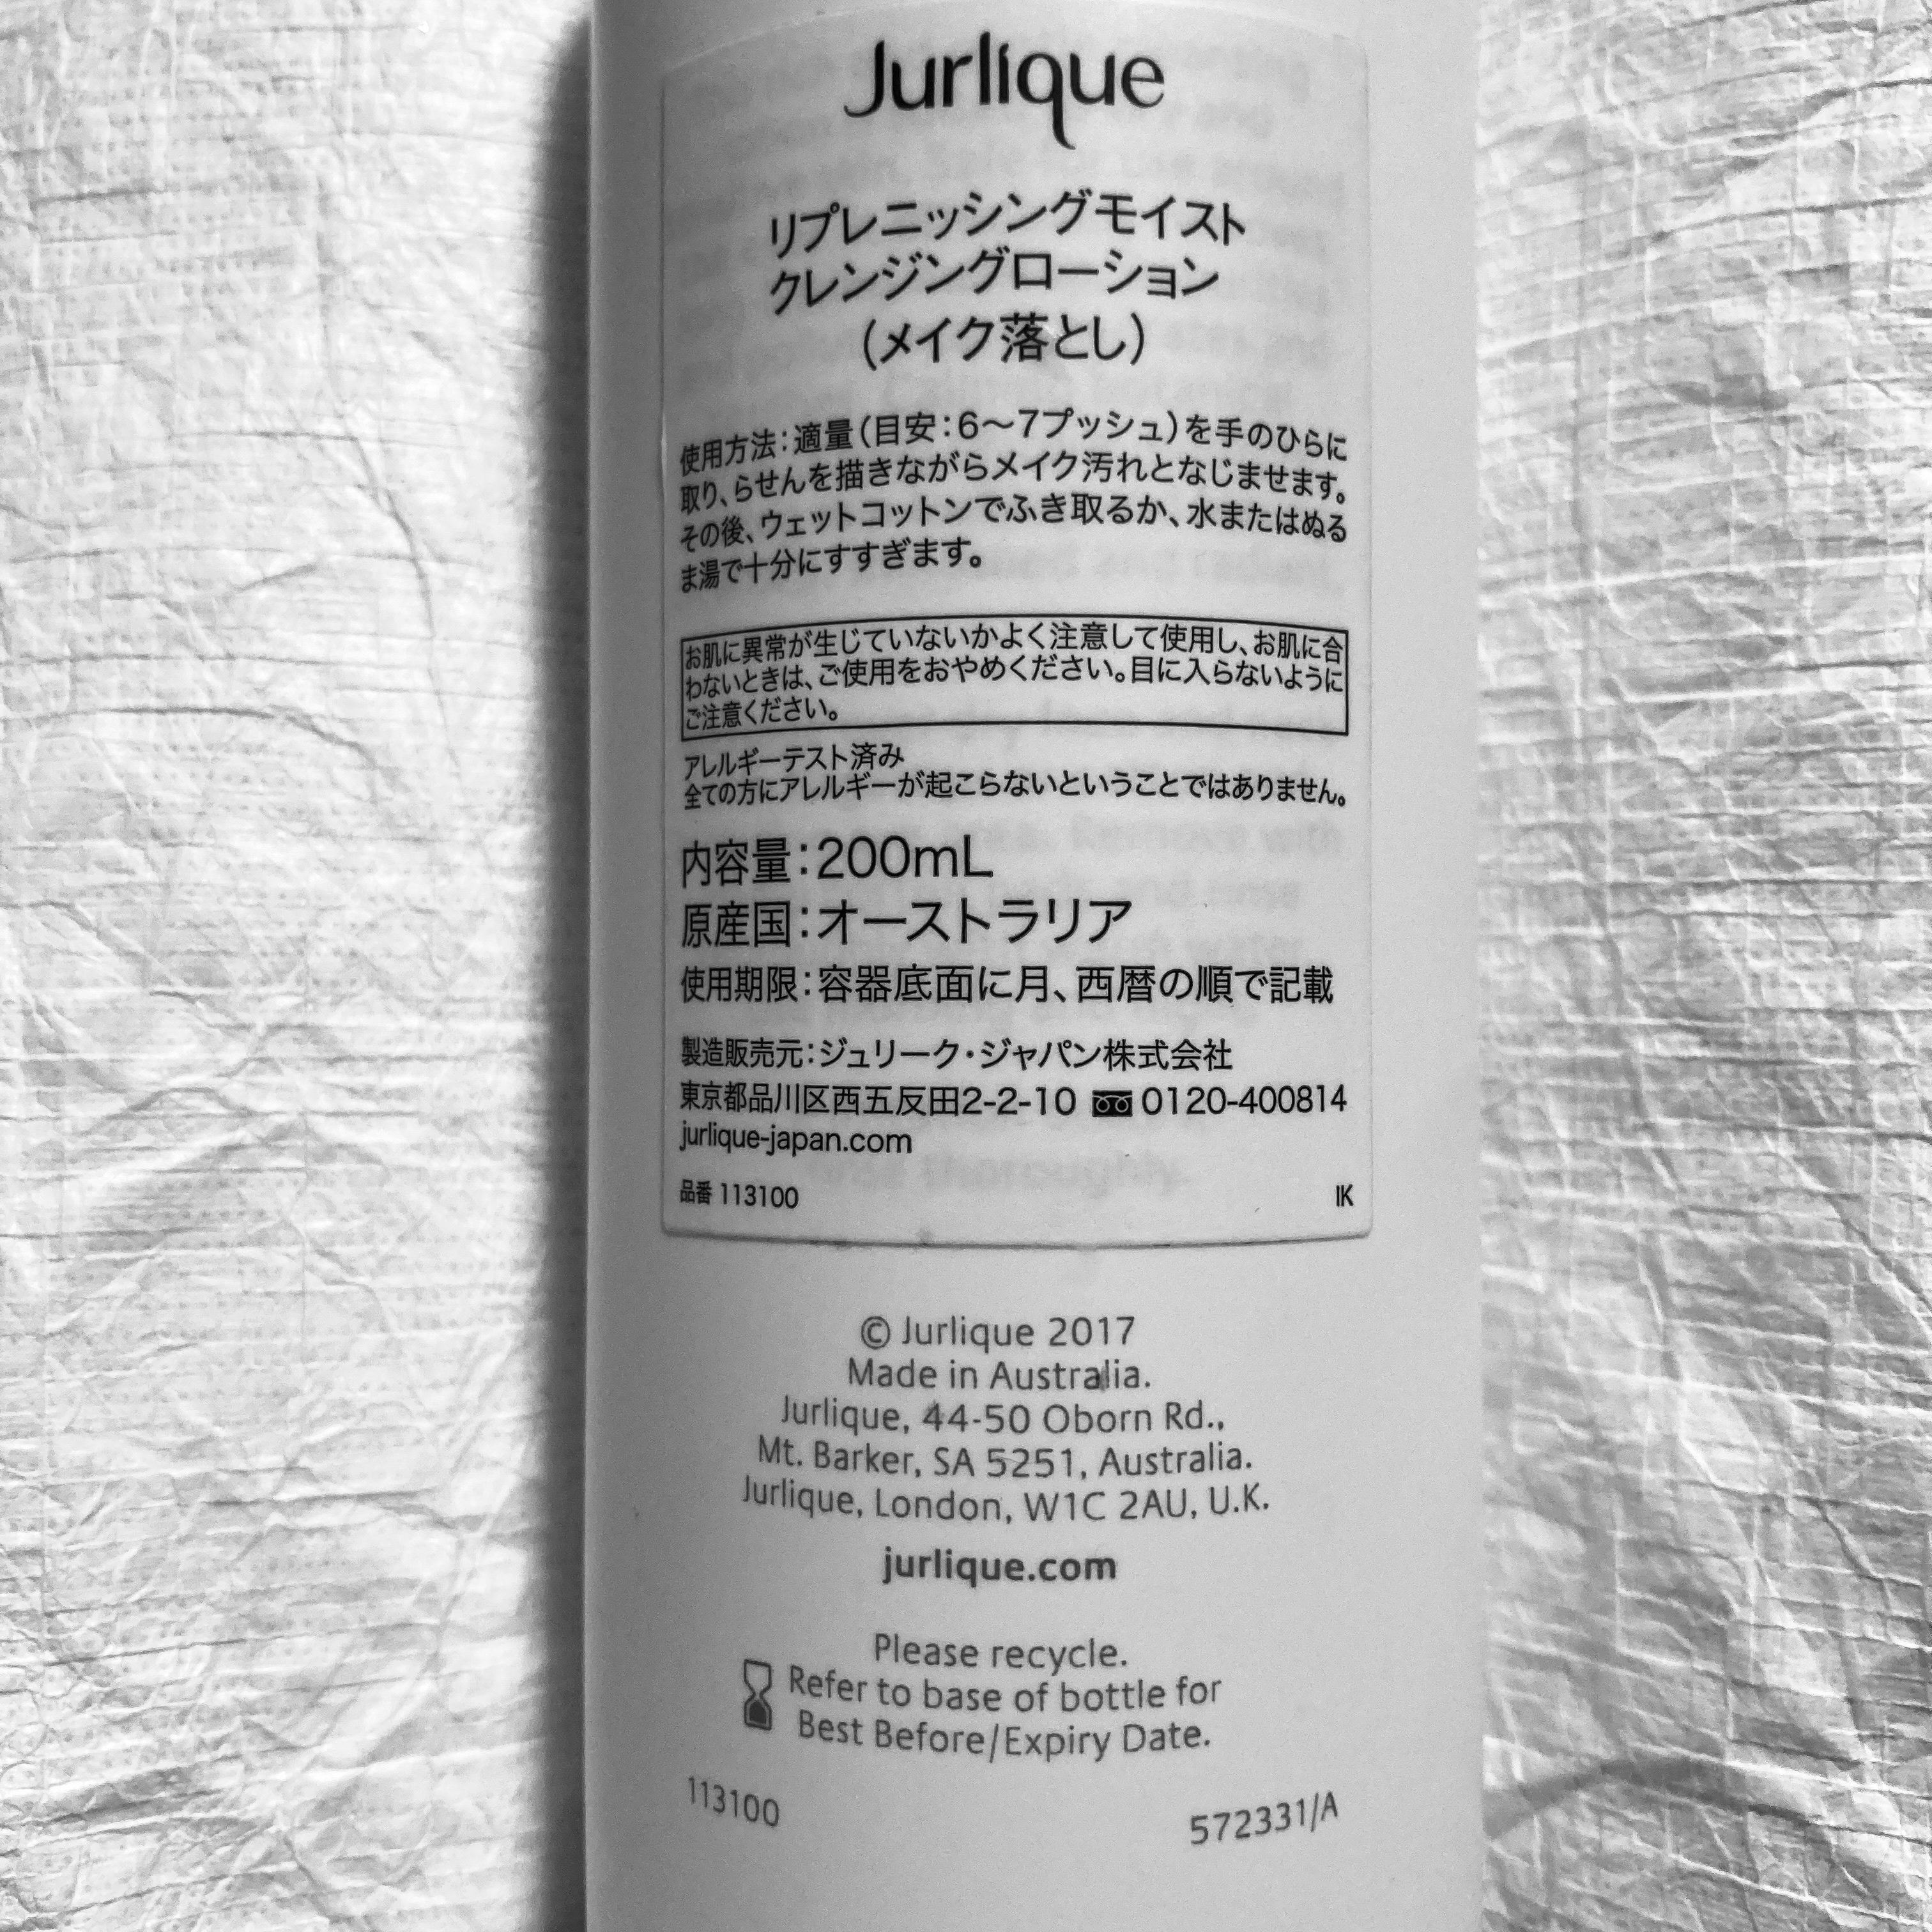 Jurlique
リプレニッシングモイスト
クレンジングローション
(メイク落とし)
使用方法:適量(目安:6〜7プッシュ)を手のひらに
取り、らせんを描きながらメイク汚れとなじませます。
その後、ウェットコットンでふき取るか、水またはぬる
ま湯で十分にすすぎます。
お肌に異常が生じていないかよく注意して使用し、お肌に合
わないときは、ご使用をおやめください。目に入らないように
ご注意ください。
アレルギーテスト済み
全ての方にアレルギーが起こらないということではありません。
内容量:200mL
原産国:オーストラリア
使用期限:容器底面に月、西暦の順で記載
製造販売元:ジュリーク・ジャパン株式会社
東京都品川区西五反田2-2-10 0120-400814
jurlique-japan.com
品番 113100 IK
© Jurlique 2017
Made in Australia.
Jurlique, 44-50 Oborn Rd.,
Mt. Barker, SA 5251, Australia.
Jurlique, London, W1C 2AU, U.K.
jurlique.com
Please recycle.
Refer to base of bottle for
Best Before/Expiry Date.
113100 572331/A